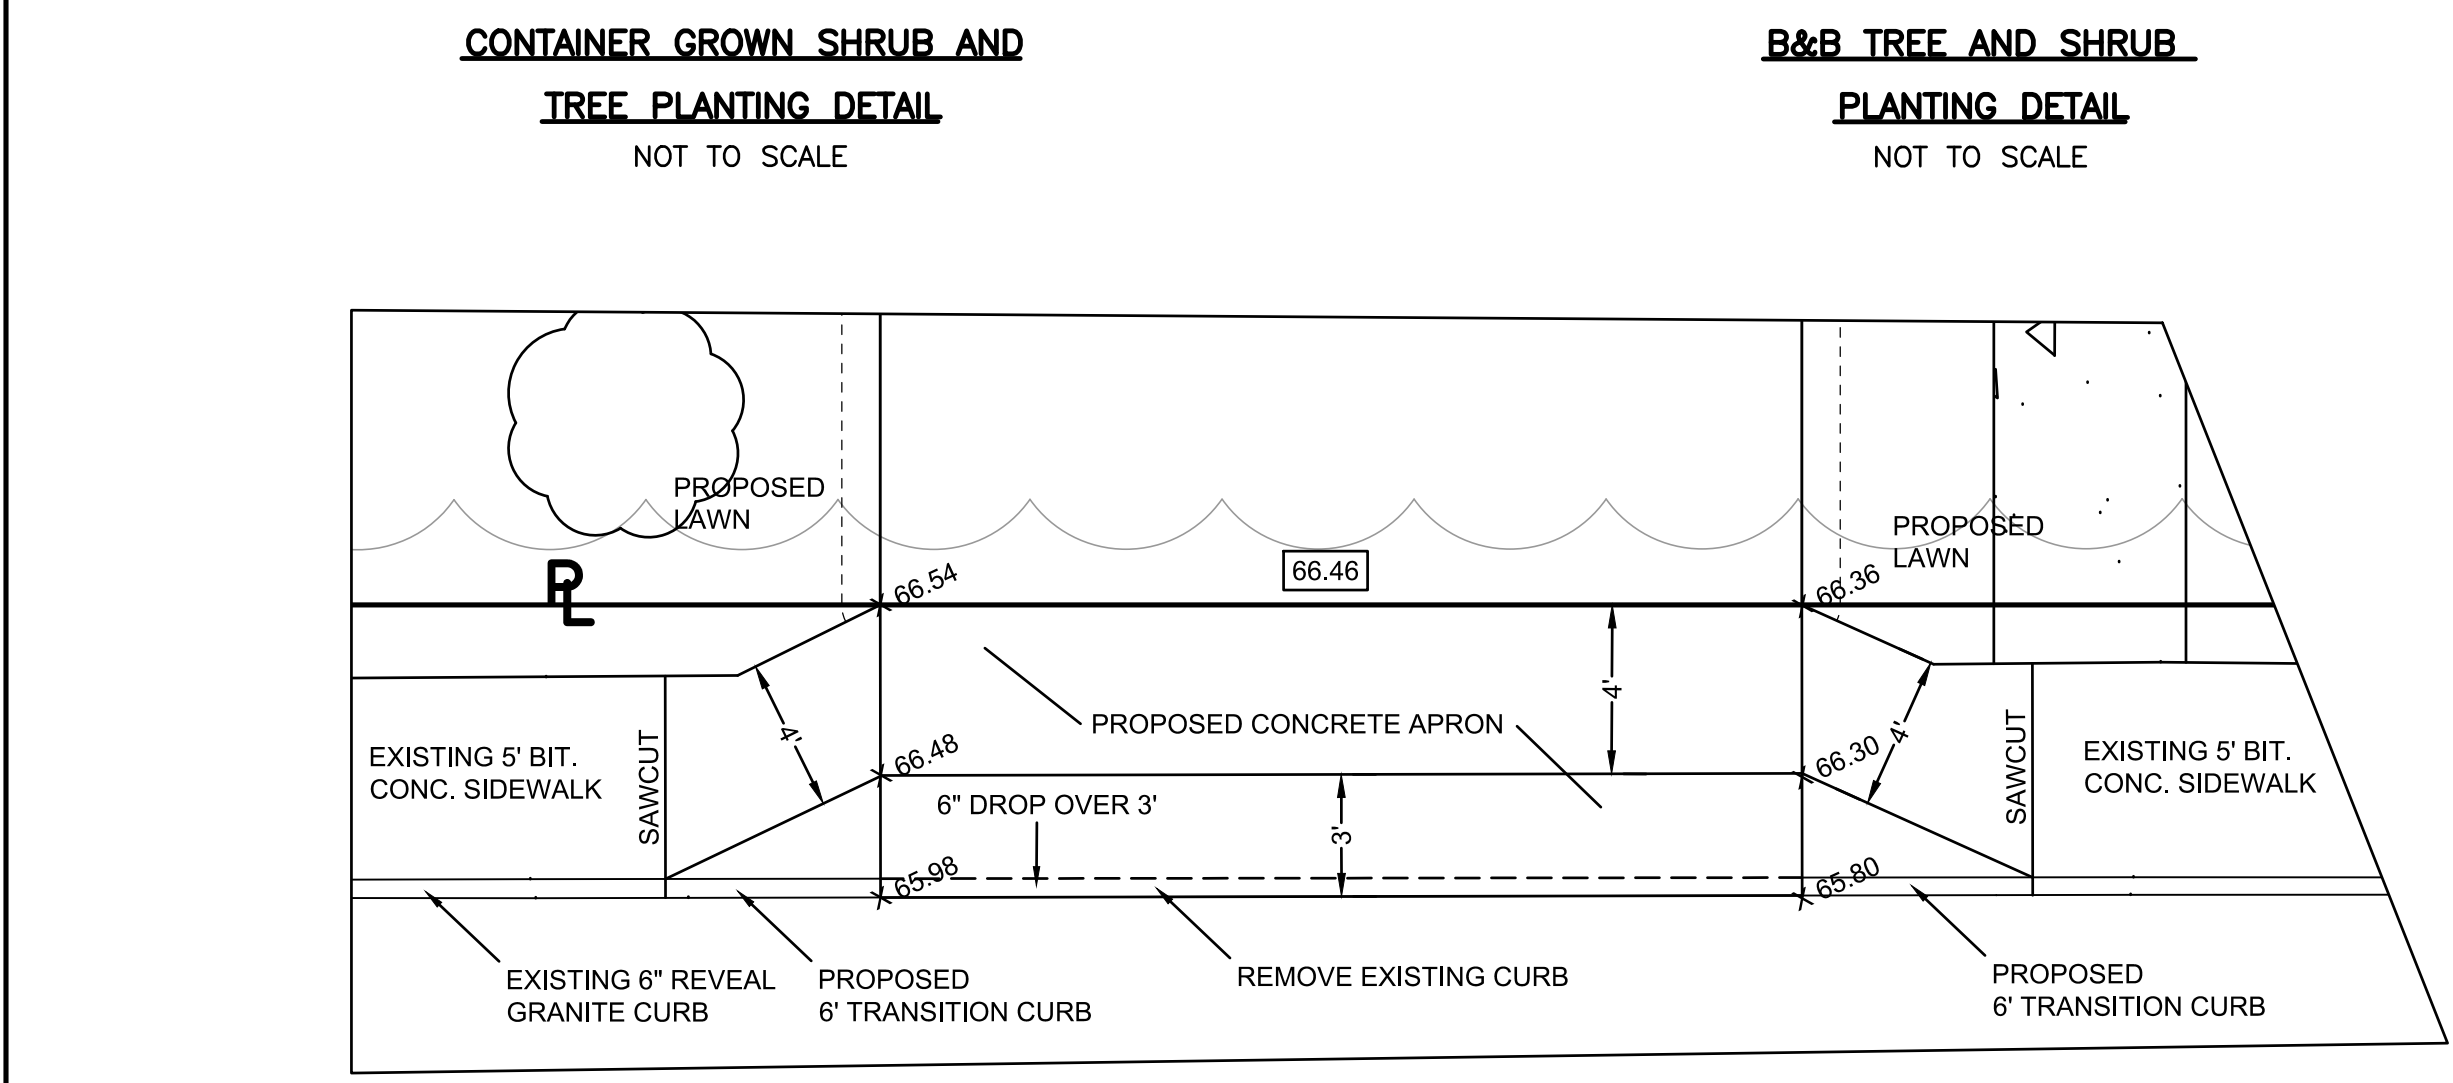 CONTAINER GROWN SHRUB AND
TREE PLANTING DETAIL
NOT TO SCALE
B&B TREE AND SHRUB
PLANTING DETAIL
NOT TO SCALE
PROPOSED
LAWN
PROPOSED
LAWN
PL
66.54
66.46
66.36
4'
4'
4'
PROPOSED CONCRETE APRON
EXISTING 5' BIT.
CONC. SIDEWALK
SAWCUT
66.48
66.30
SAWCUT
EXISTING 5' BIT.
CONC. SIDEWALK
6" DROP OVER 3'
3'
65.98
65.80
EXISTING 6" REVEAL
GRANITE CURB
PROPOSED
6' TRANSITION CURB
REMOVE EXISTING CURB
PROPOSED
6' TRANSITION CURB